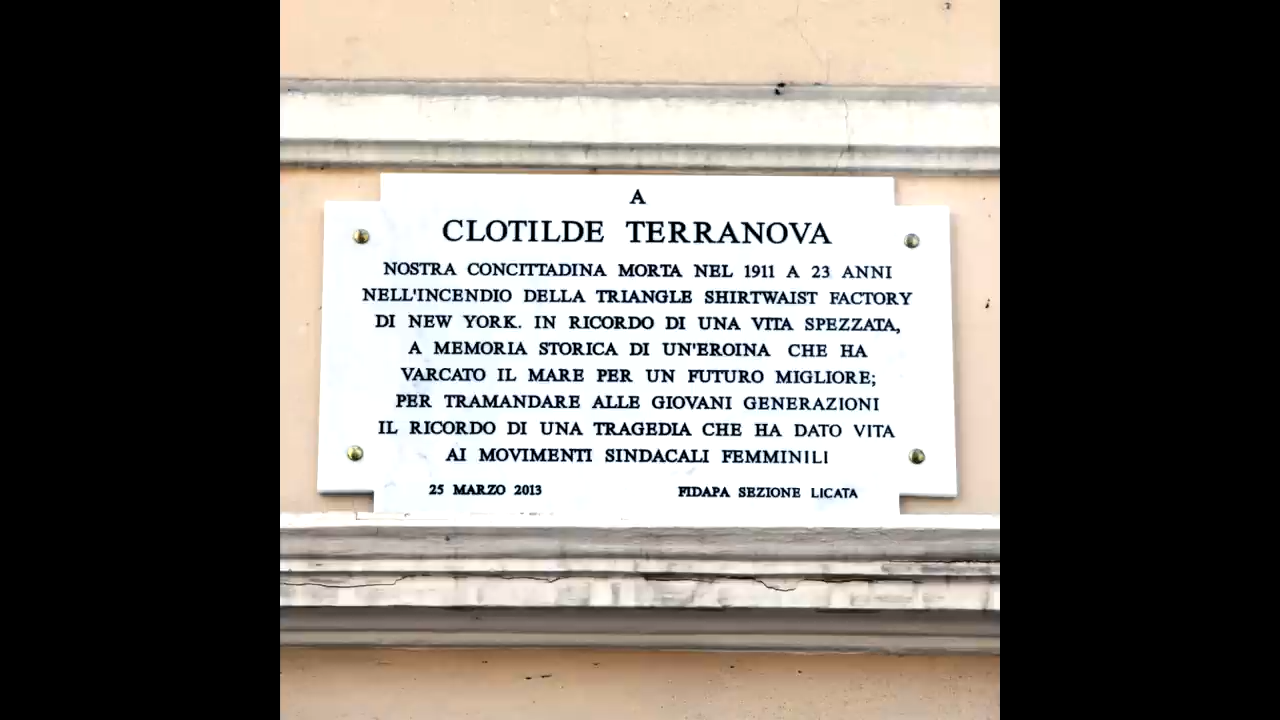 A
CLOTILDE TERRANOVA
NOSTRA CONCITTADINA MORTA NEL 1911 A 23 ANNI
NELL'INCENDIO DELLA TRIANGLE SHIRTWAIST FACTORY
DI NEW YORK. IN RICORDO DI UNA VITA SPEZZATA,
A MEMORIA STORICA DI UN'EROINA CHE HA
VARCATO IL MARE PER UN FUTURO MIGLIORE;
PER TRAMANDARE ALLE GIOVANI GENERAZIONI
IL RICORDO DI UNA TRAGEDIA CHE HA DATO VITA
AI MOVIMENTI SINDACALI FEMMINILI
25 MARZO 2013 FIDAPA SEZIONE LICATA